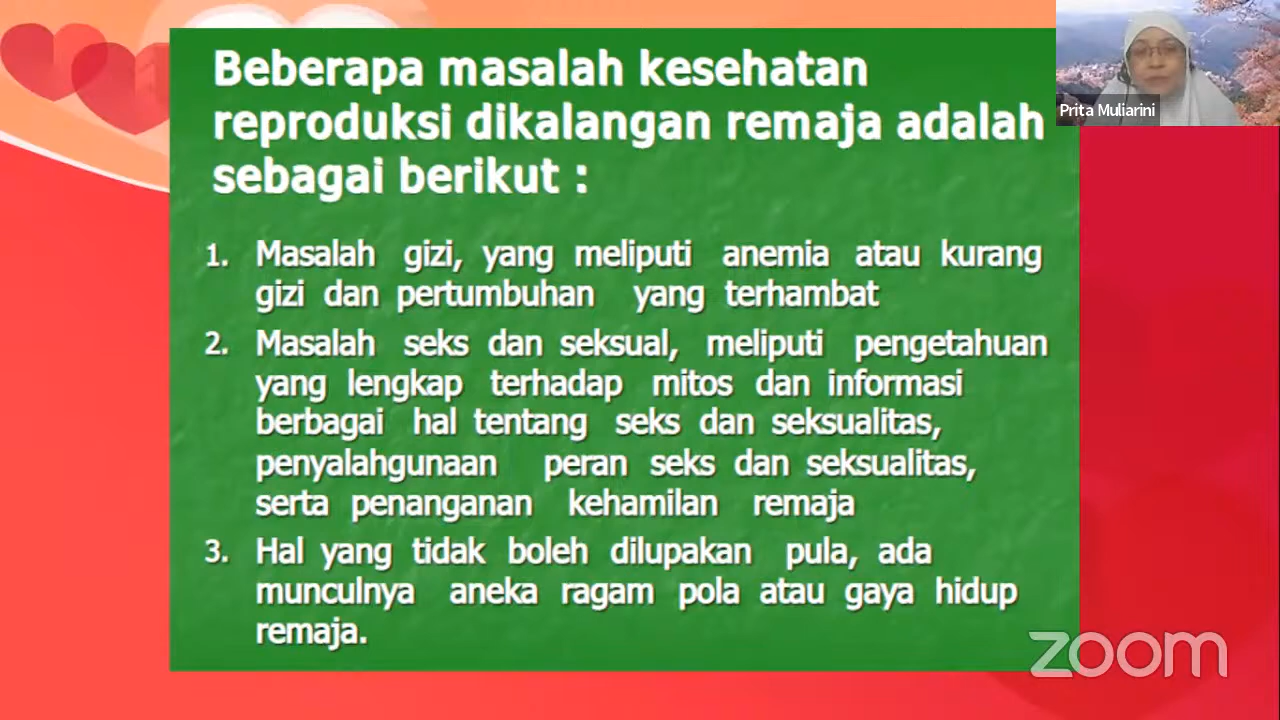 Beberapa masalah kesehatan
reproduksi dikalangan remaja adalah
sebagai berikut :
1. Masalah gizi, yang meliputi anemia atau kurang
gizi dan pertumbuhan yang terhambat
2. Masalah seks dan seksual, meliputi pengetahuan
yang lengkap terhadap mitos dan informasi
berbagai hal tentang seks dan seksualitas,
penyalahgunaan peran seks dan seksualitas,
serta penanganan kehamilan remaja
3. Hal yang tidak boleh dilupakan pula, ada
munculnya aneka ragam pola atau gaya hidup
remaja.
Prita Muliarini
zoom